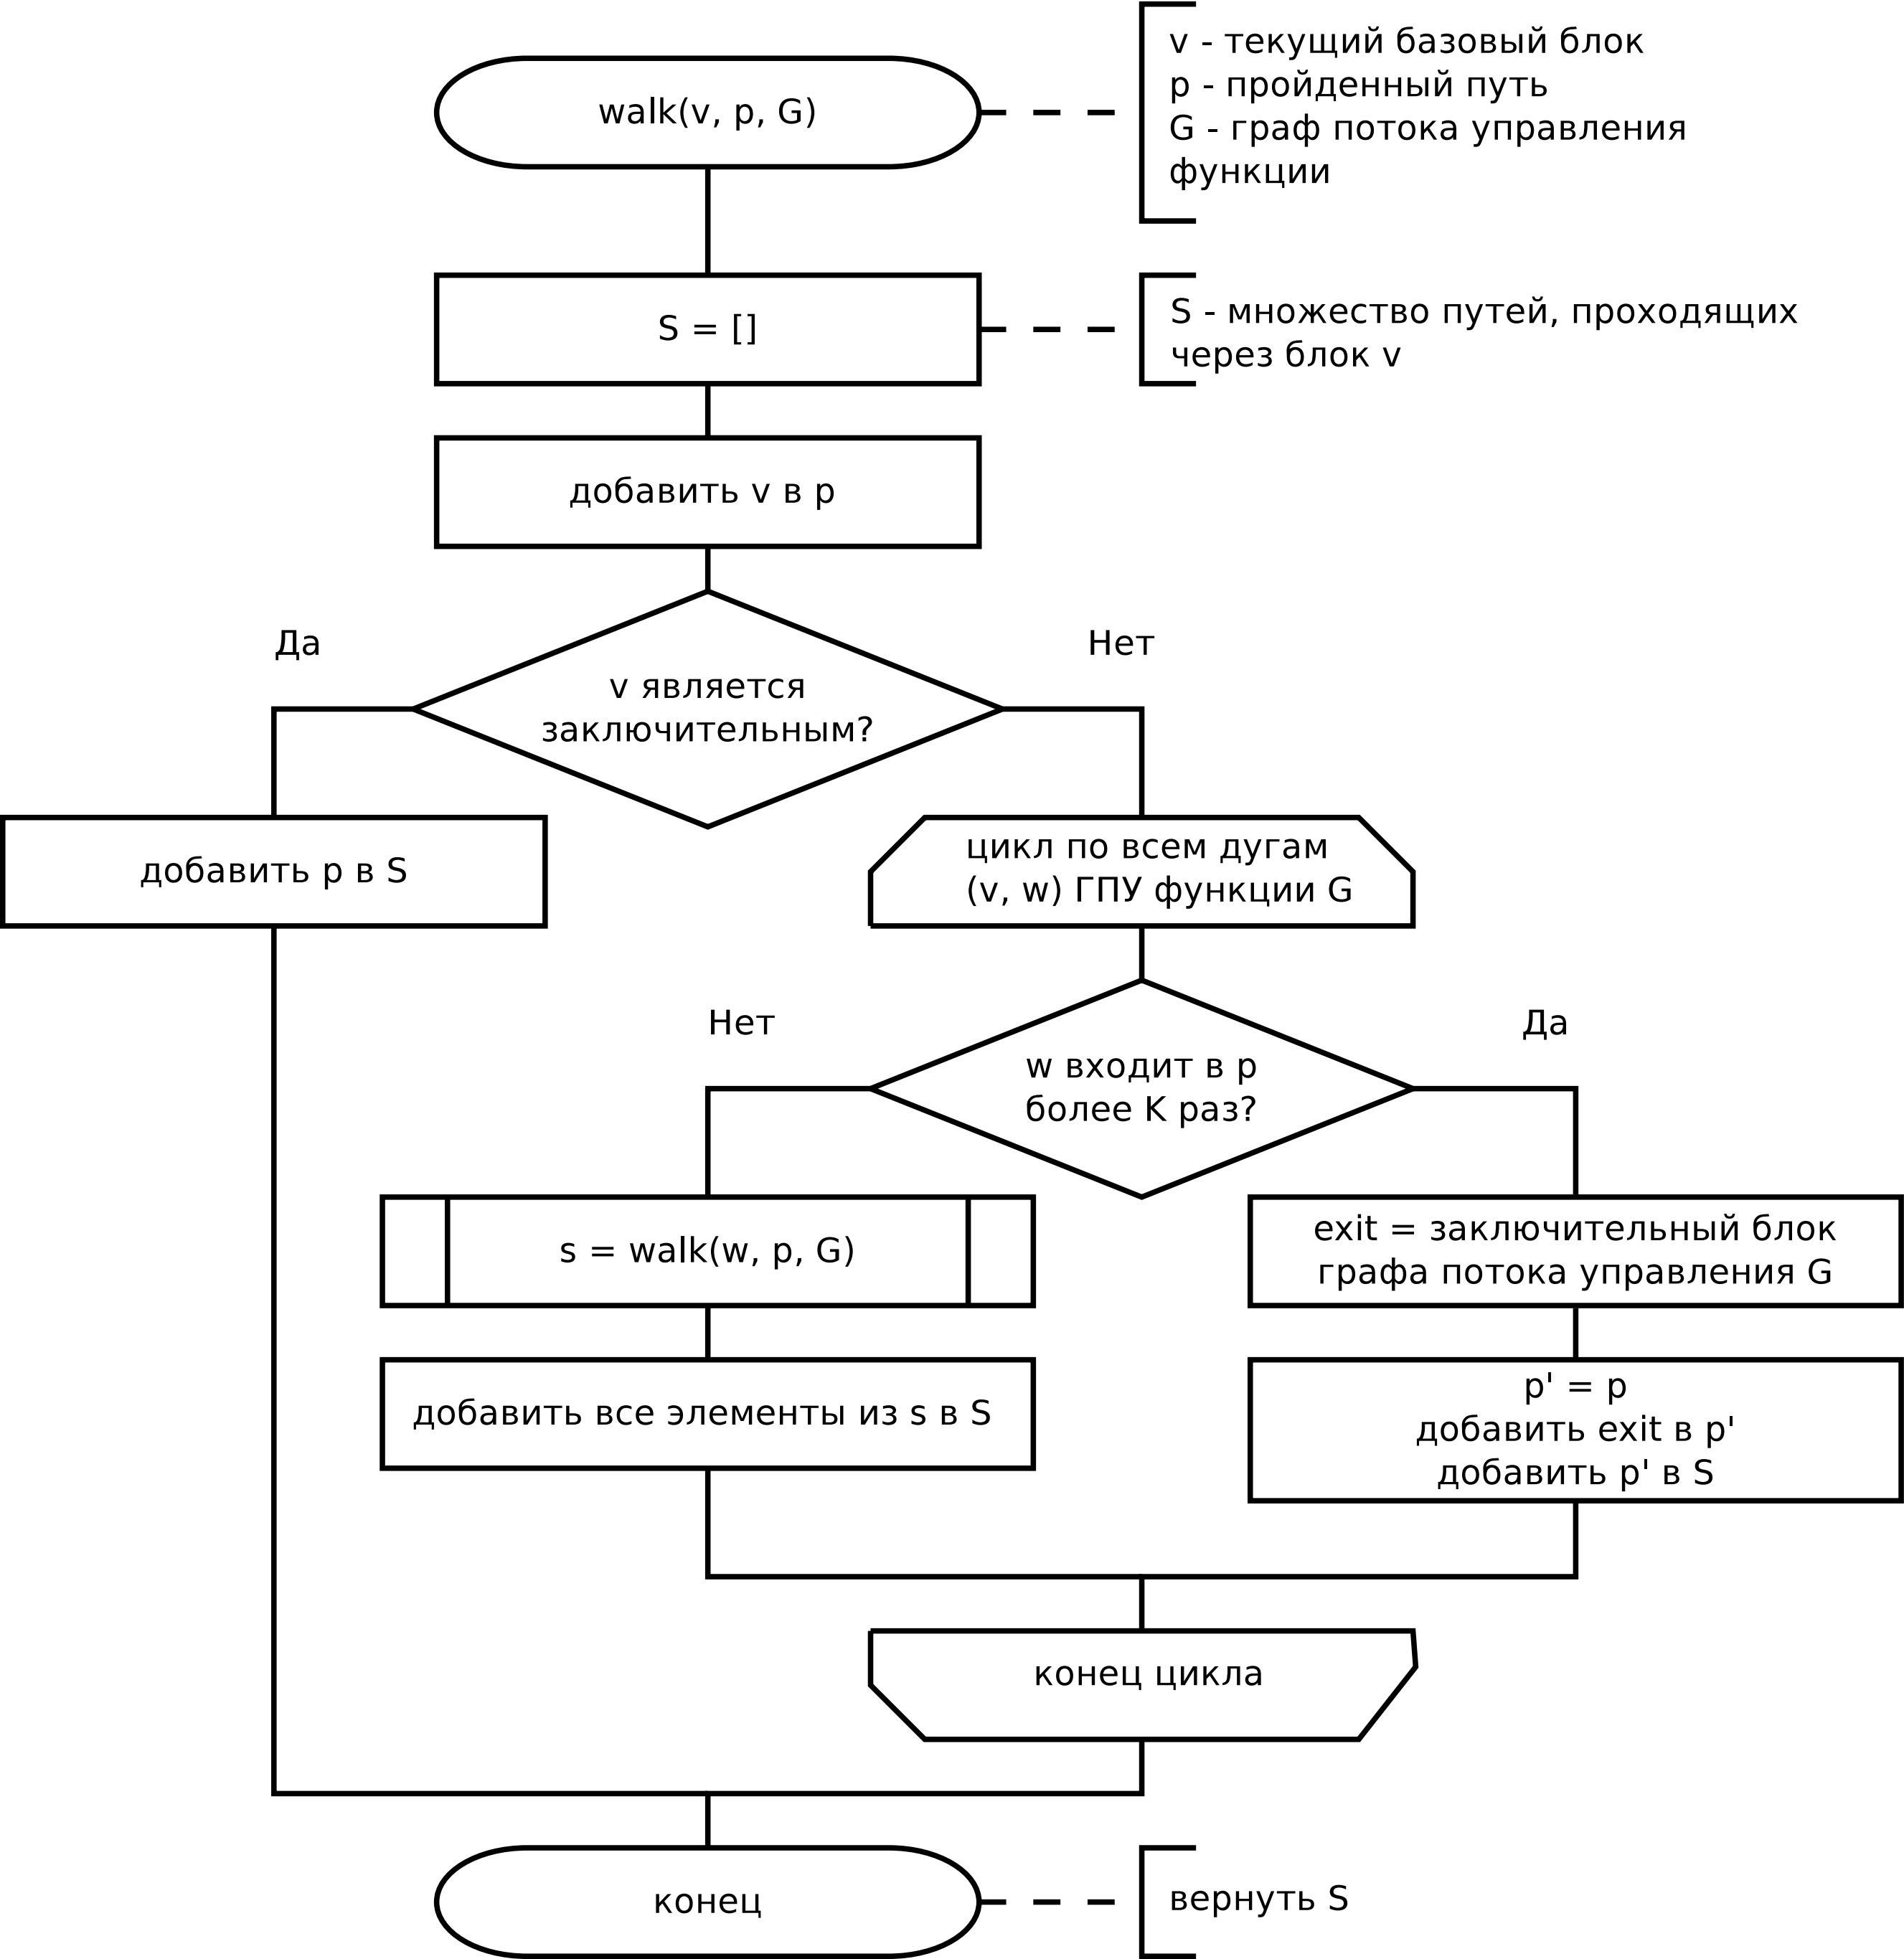 walk(v, p, G)
v - текущий базовый блок
p - пройденный путь
G - граф потока управления
функции
S = []
S - множество путей, проходящих
через блок v
добавить v в p
Да
Нет
v является
заключительным?
добавить p в S
цикл по всем дугам
(v, w) ГПУ функции G
Нет
Да
w входит в p
более K раз?
s = walk(w, p, G)
exit = заключительный блок
графа потока управления G
добавить все элементы из s в S
p' = p
добавить exit в p'
добавить p' в S
конец цикла
конец
вернуть S